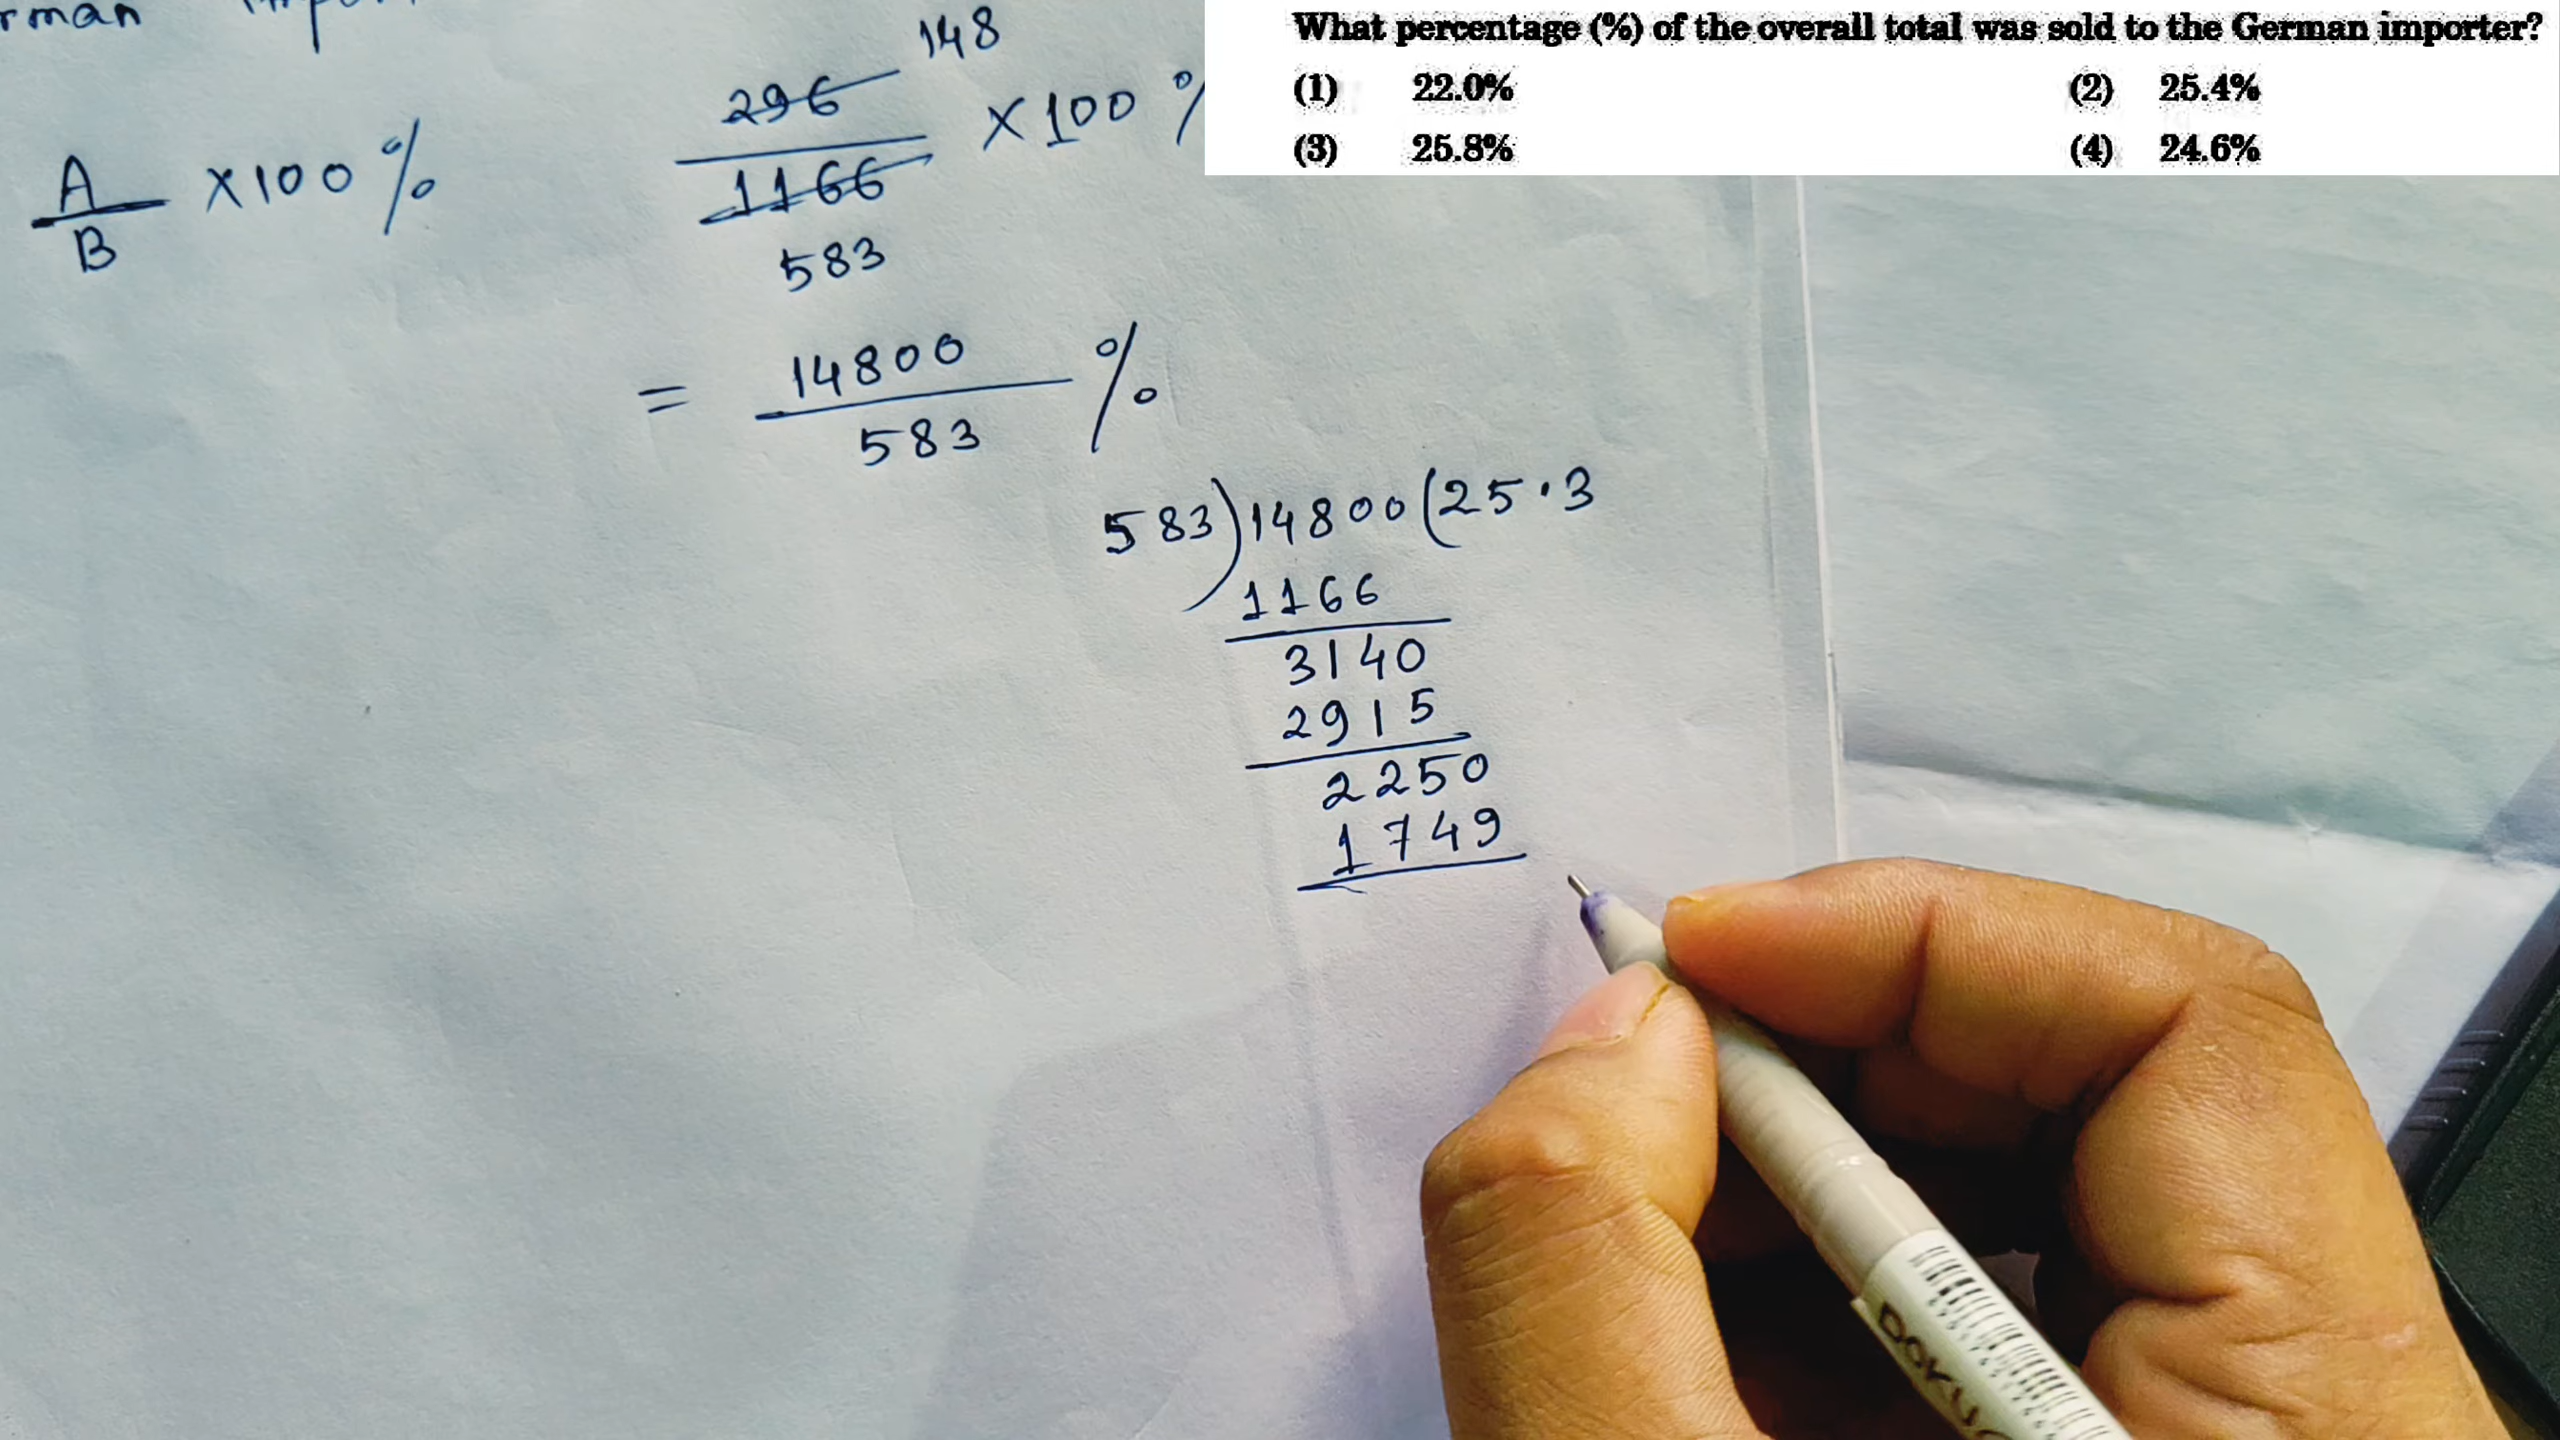 What percentage (%) of the overall total was sold to the German importer?
(1) 22.0% (2) 25.4%
(3) 25.8% (4) 24.6%
A/B ×100 %
148
296
1166
583
× 100 %
= 14800/583 %
583)14800(25.3
1166
3140
2915
2250
1749